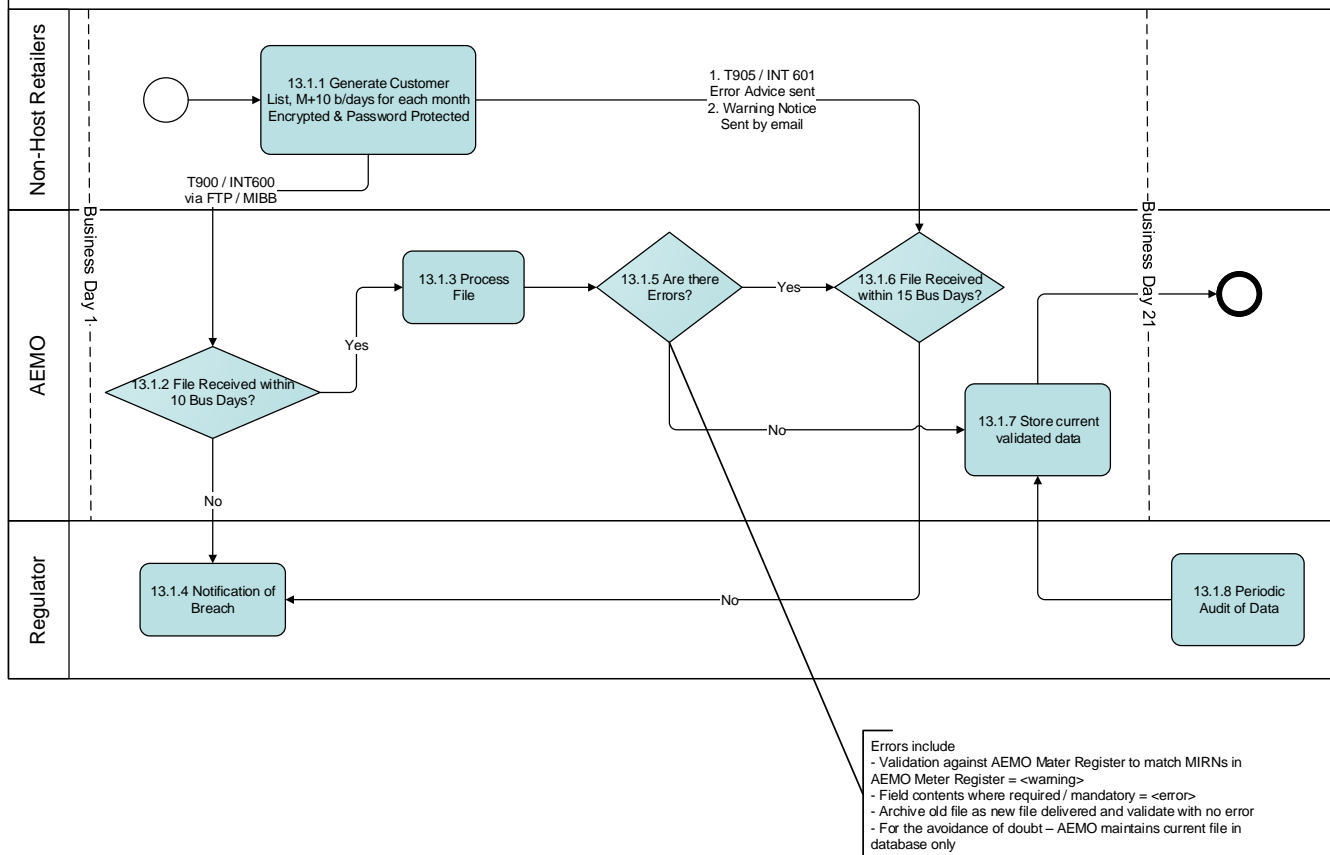 Non-Host Retailers
13.1.1 Generate Customer
List, M+10 b/days for each month
Encrypted & Password Protected
1. T905 / INT 601
Error Advice sent
2. Warning Notice
Sent by email
T900 / INT600
via FTP / MIBB
Business Day 1
Business Day 21
AEMO
13.1.3 Process
File
13.1.5 Are there
Errors?
Yes
13.1.6 File Received
within 15 Bus Days?
Yes
13.1.2 File Received within
10 Bus Days?
No
13.1.7 Store current
validated data
No
Regulator
13.1.4 Notification of
Breach
No
13.1.8 Periodic
Audit of Data
Errors include
- Validation against AEMO Mater Register to match MIRNs in
AEMO Meter Register = <warning>
- Field contents where required / mandatory = <error>
- Archive old file as new file delivered and validate with no error
- For the avoidance of doubt – AEMO maintains current file in
database only